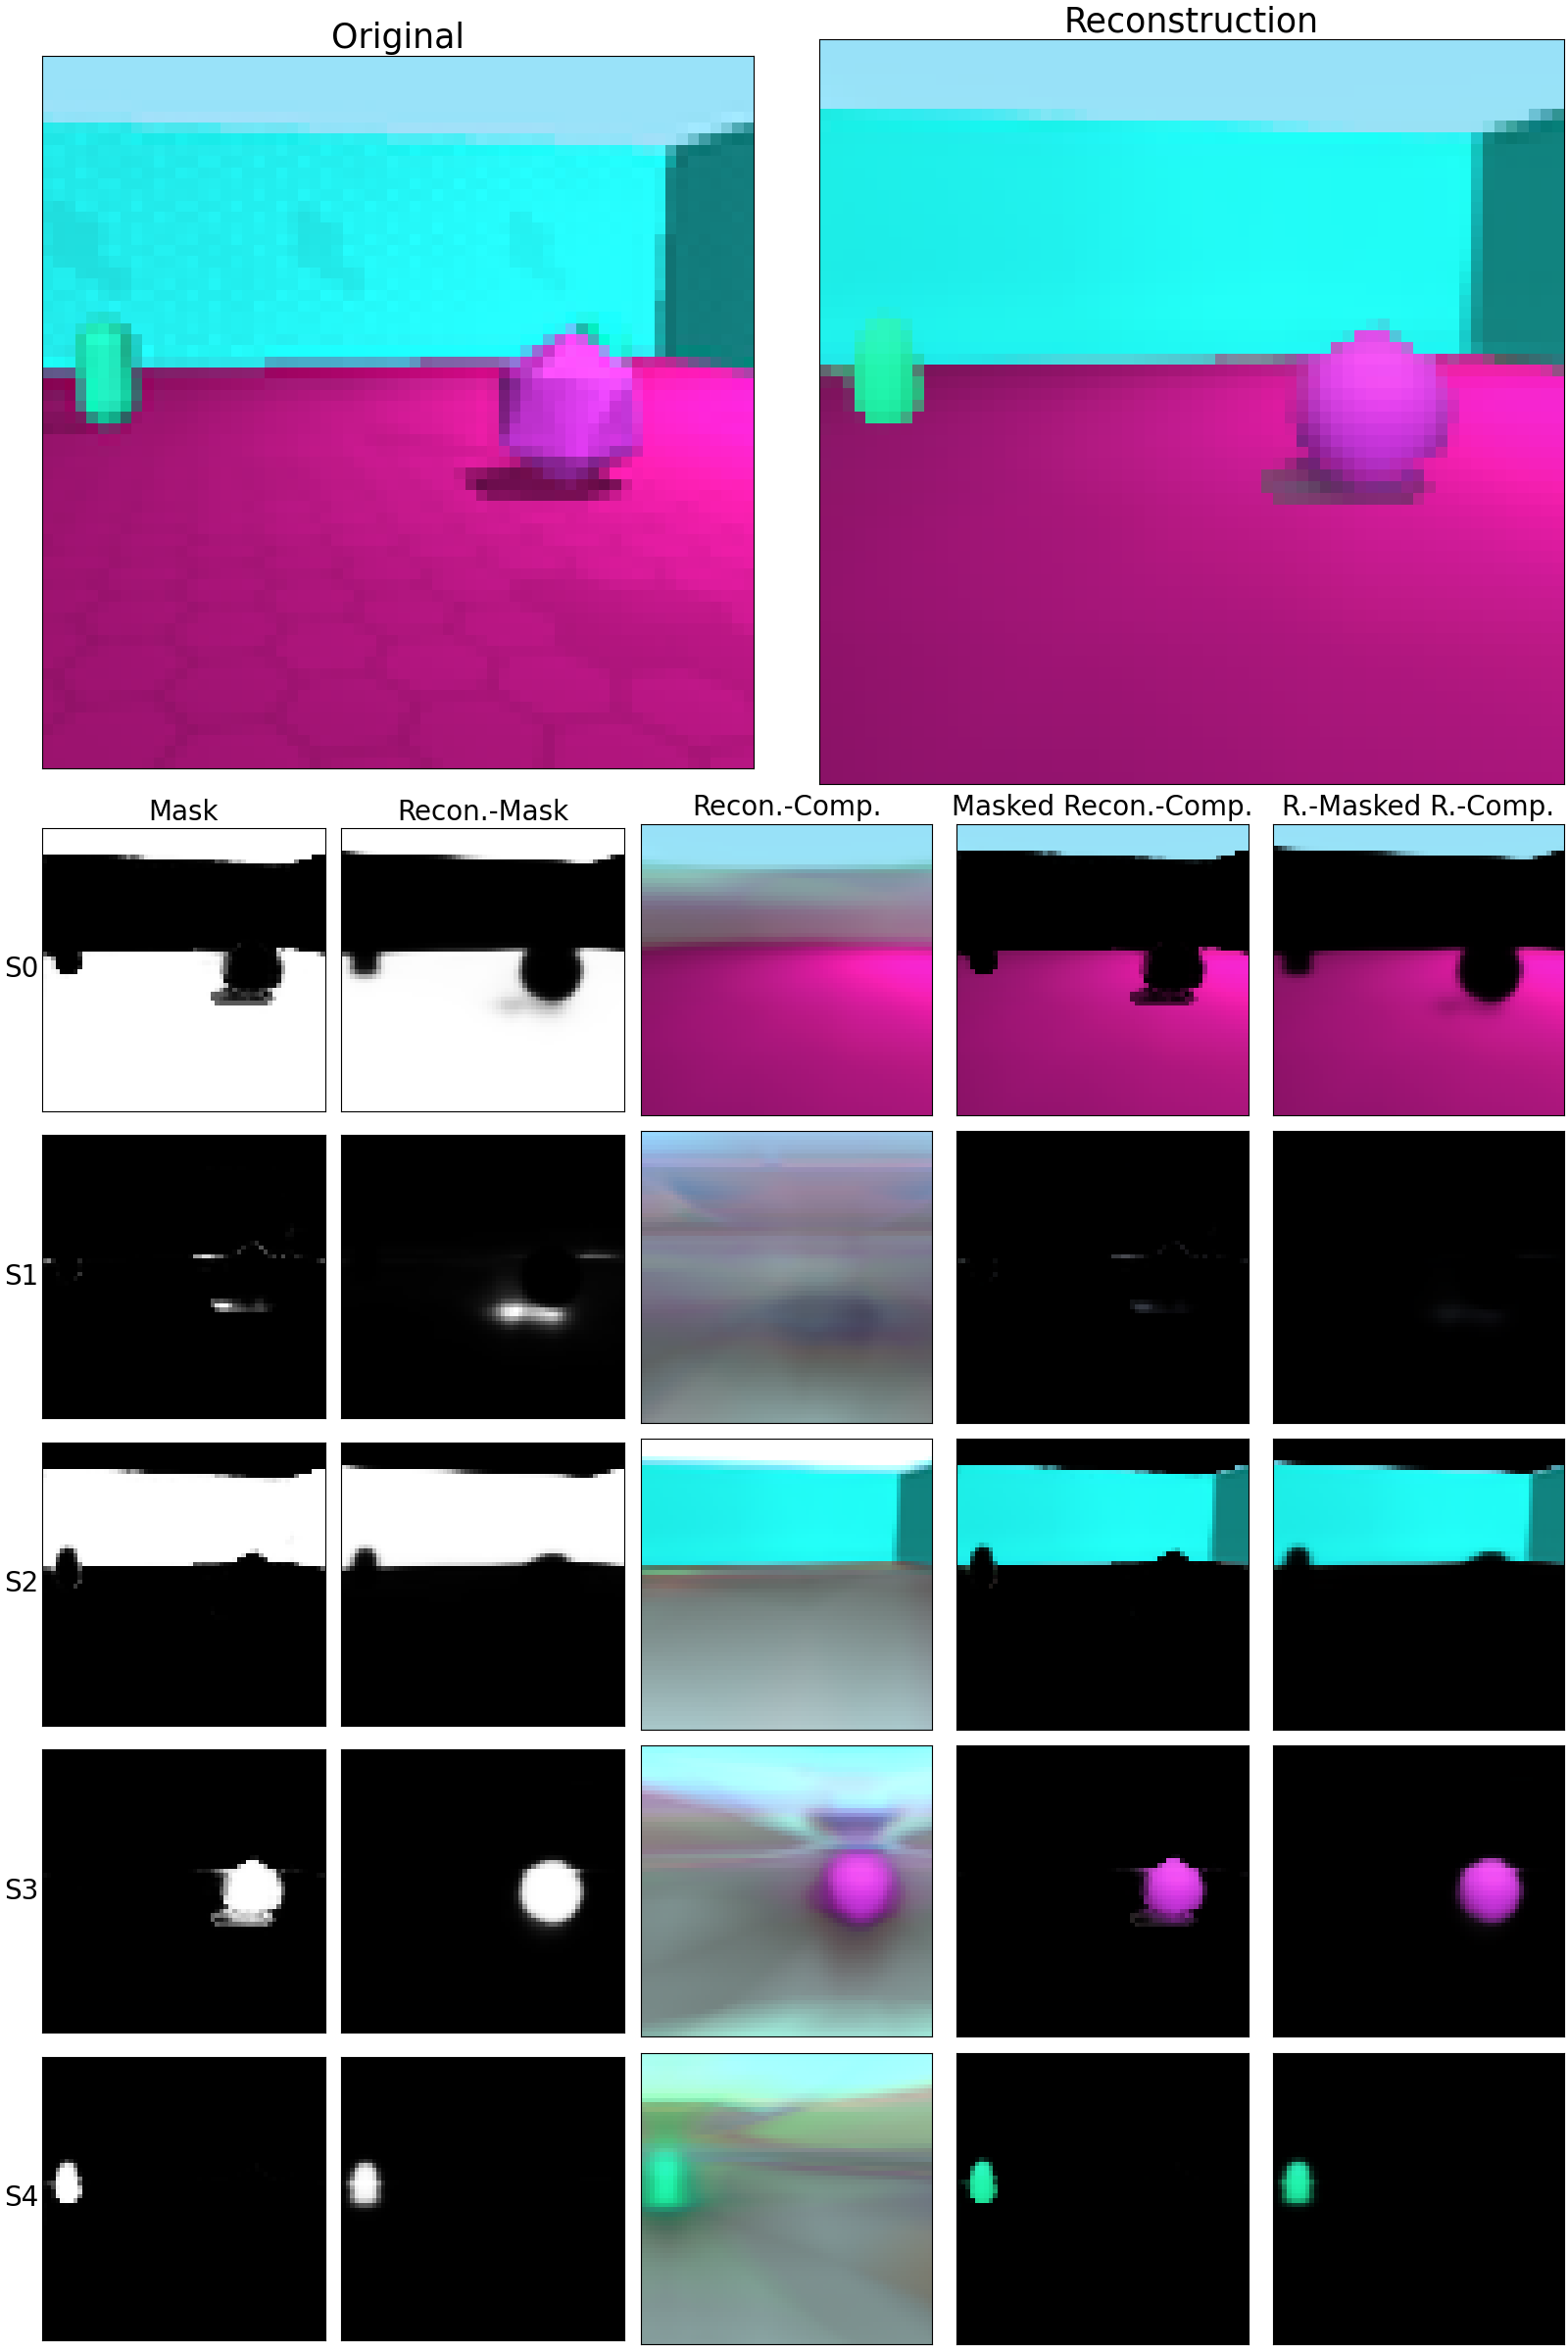 Original
Reconstruction
Mask
Recon.-Mask
Recon.-Comp.
Masked Recon.-Comp.
R.-Masked R.-Comp.
S0
S1
S2
S3
S4